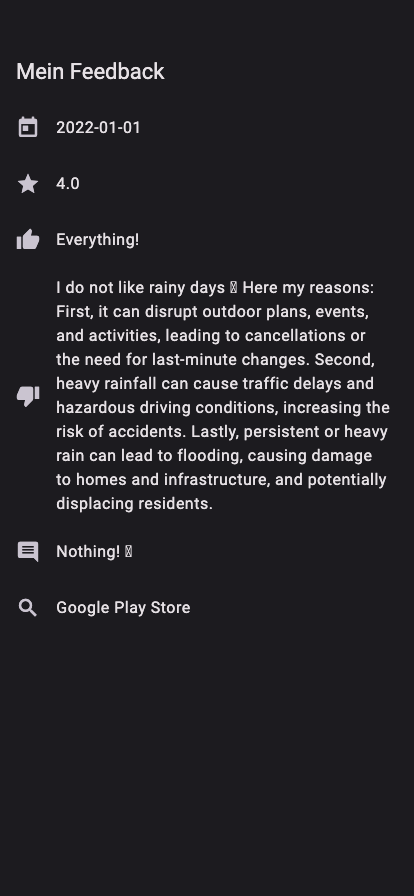 Mein Feedback
2022-01-01
4.0
Everything!
I do not like rainy days Here my reasons:
First, it can disrupt outdoor plans, events,
and activities, leading to cancellations or
the need for last-minute changes. Second,
heavy rainfall can cause traffic delays and
hazardous driving conditions, increasing the
risk of accidents. Lastly, persistent or heavy
rain can lead to flooding, causing damage
to homes and infrastructure, and potentially
displacing residents.
Nothing!
Google Play Store